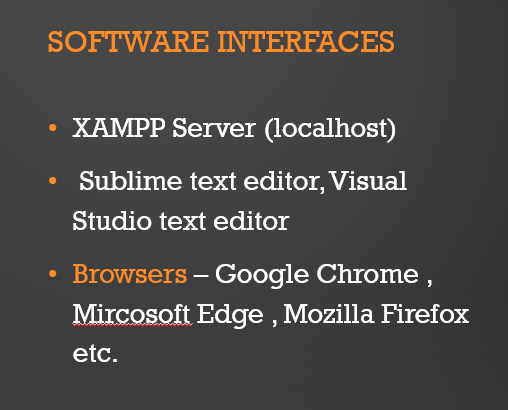 SOFTWARE INTERFACES
• XAMPP Server (localhost)
• Sublime text editor, Visual
Studio text editor
• Browsers – Google Chrome ,
Mircosoft Edge , Mozilla Firefox
etc.